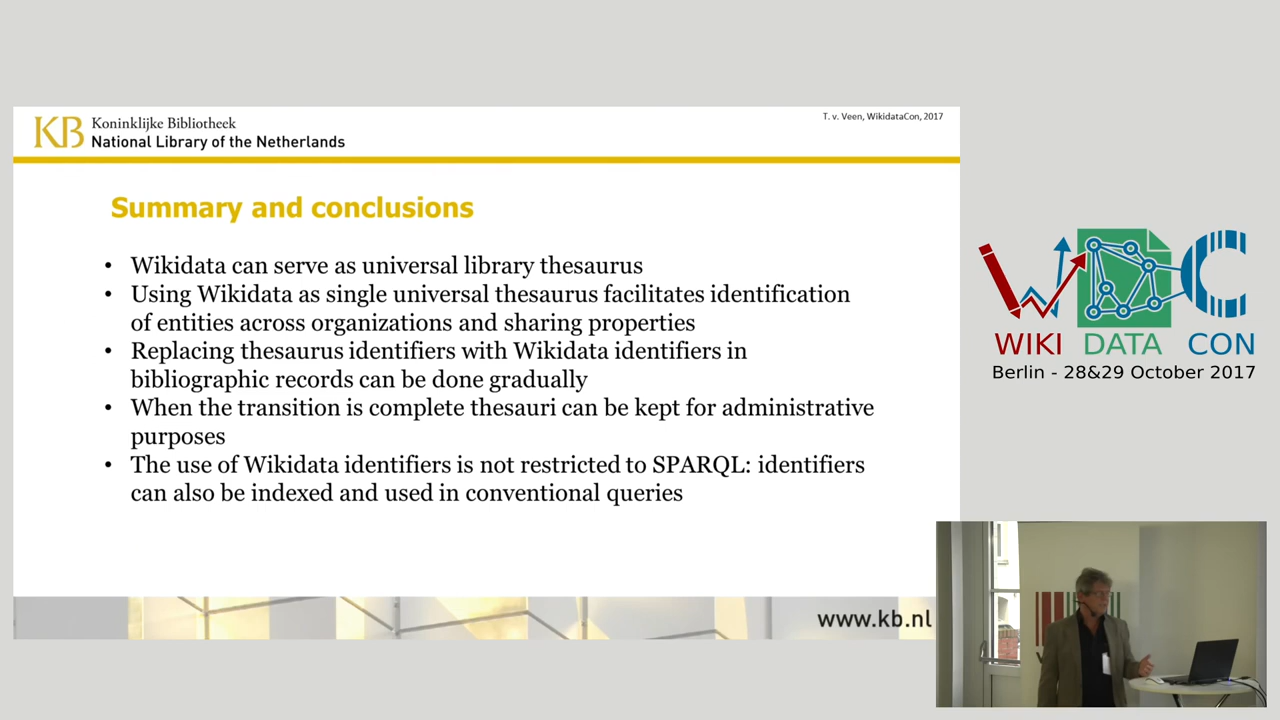 KB Koninklijke Bibliotheek
National Library of the Netherlands
T. v. Veen, WikidataCon, 2017
Summary and conclusions
• Wikidata can serve as universal library thesaurus
• Using Wikidata as single universal thesaurus facilitates identification
of entities across organizations and sharing properties
• Replacing thesaurus identifiers with Wikidata identifiers in
bibliographic records can be done gradually
• When the transition is complete thesauri can be kept for administrative
purposes
• The use of Wikidata identifiers is not restricted to SPARQL: identifiers
can also be indexed and used in conventional queries
www.kb.nl
WDC
WIKI DATA CON
Berlin - 28&29 October 2017